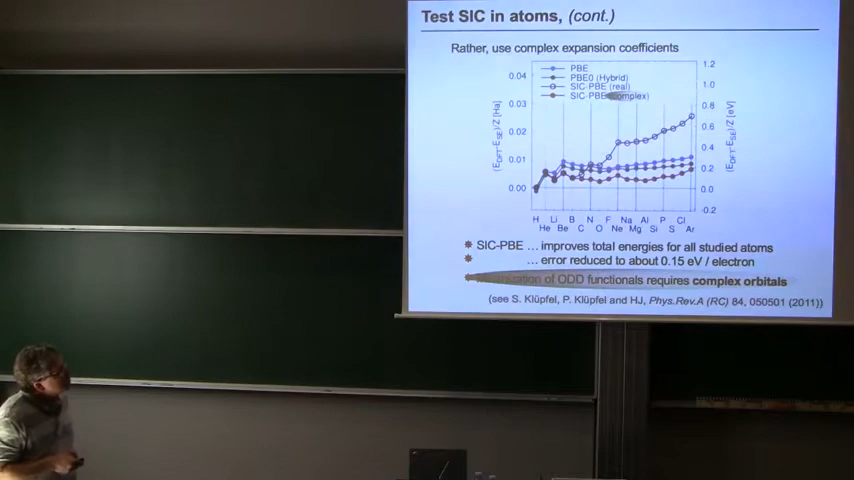 Test SIC in atoms, (cont.)
Rather, use complex expansion coefficients
PBE
PBE0 (Hybrid)
SIC-PBE (real)
SIC-PBE (complex)
0.04
0.03
0.02
0.01
0.00
(E_DFT-E_SE)/Z [Ha]
1.2
1.0
0.8
0.6
0.4
0.2
0.0
-0.2
(E_DFT-E_SE)/Z [eV]
H Li B N F Na Al P Cl
He Be C O Ne Mg Si S Ar
SIC-PBE ... improves total energies for all studied atoms
... error reduced to about 0.15 eV / electron
of ODD functionals requires complex orbitals
(see S. Klüpfel, P. Klüpfel and HJ, Phys.Rev.A (RC) 84, 050501 (2011))